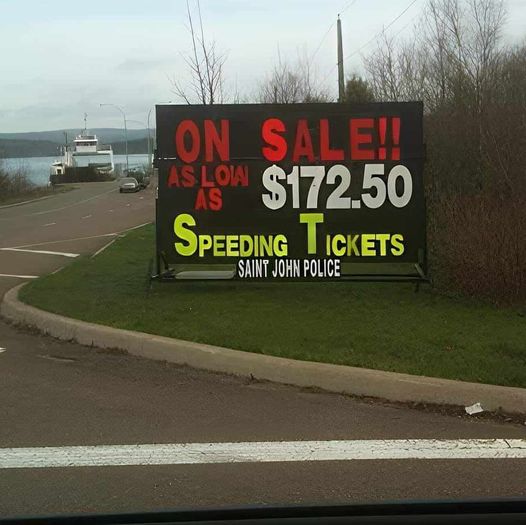 ON SALE!!
AS LOW AS $172.50
SPEEDING TICKETS
SAINT JOHN POLICE